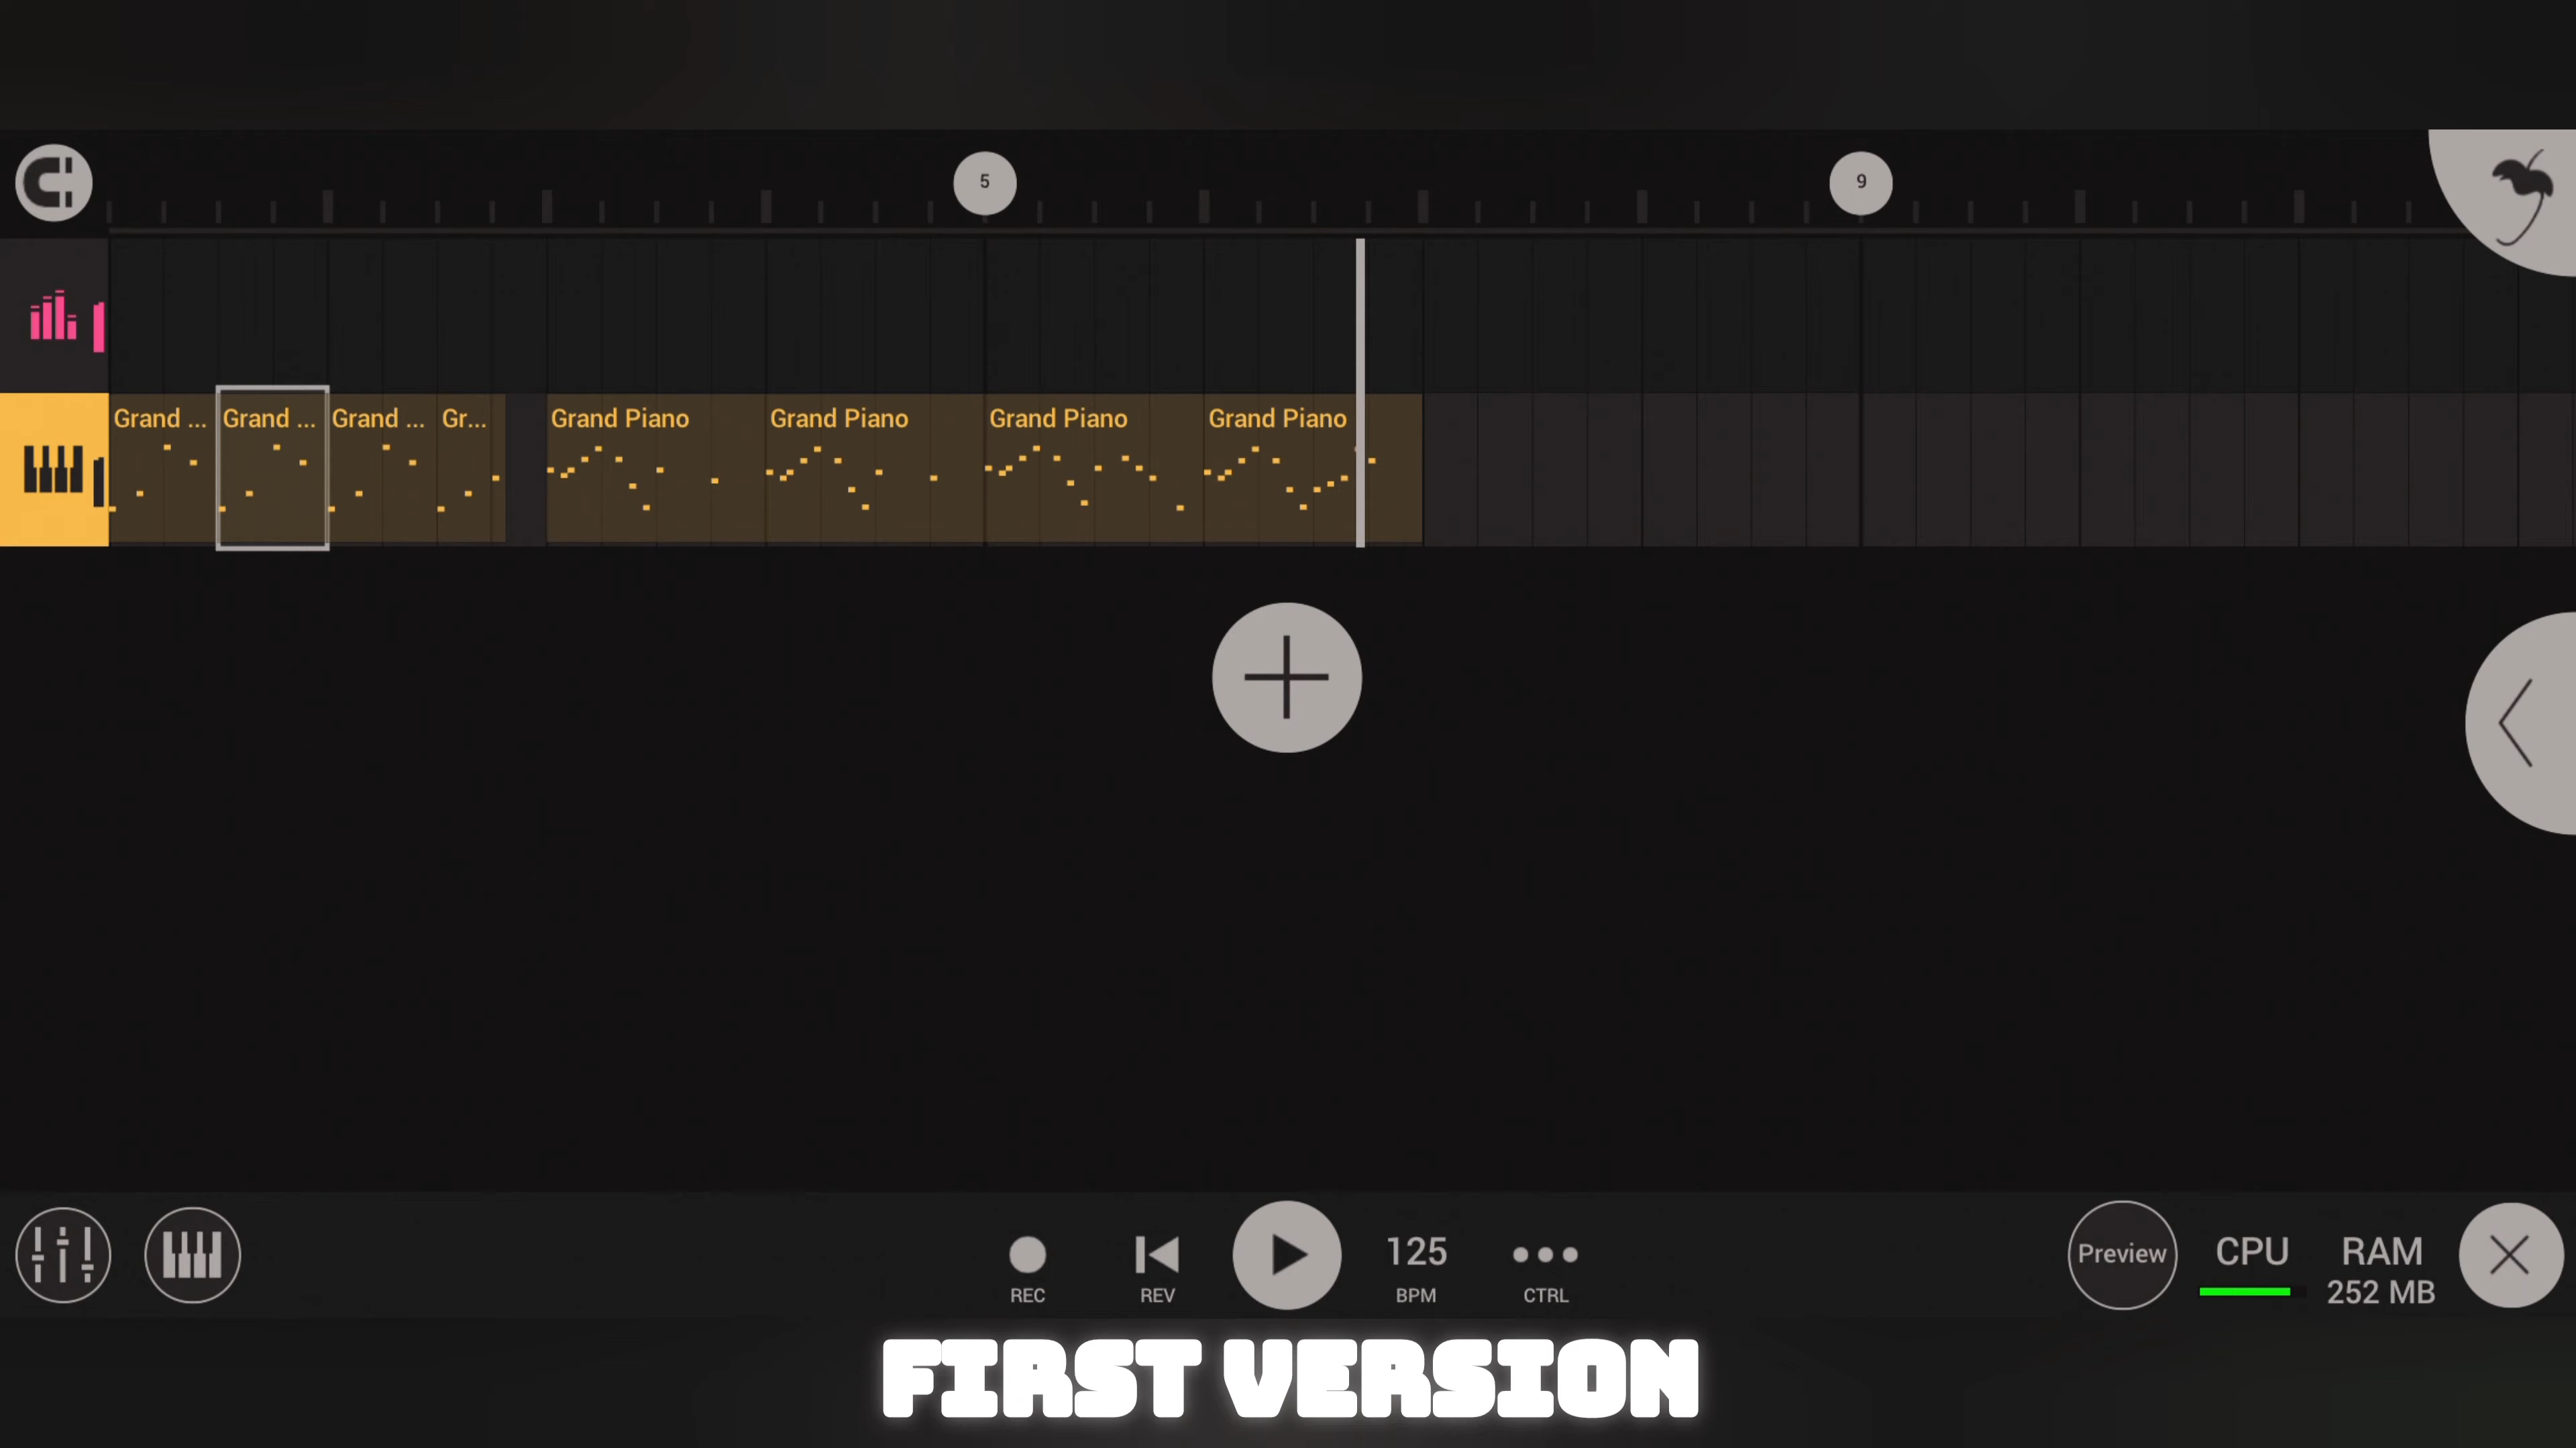 5
9
Grand ...
Grand ...
Grand ...
Gr...
Grand Piano
Grand Piano
Grand Piano
Grand Piano
REC
REV
125
BPM
CTRL
Preview
CPU
RAM
252 MB
FIRST VERSION